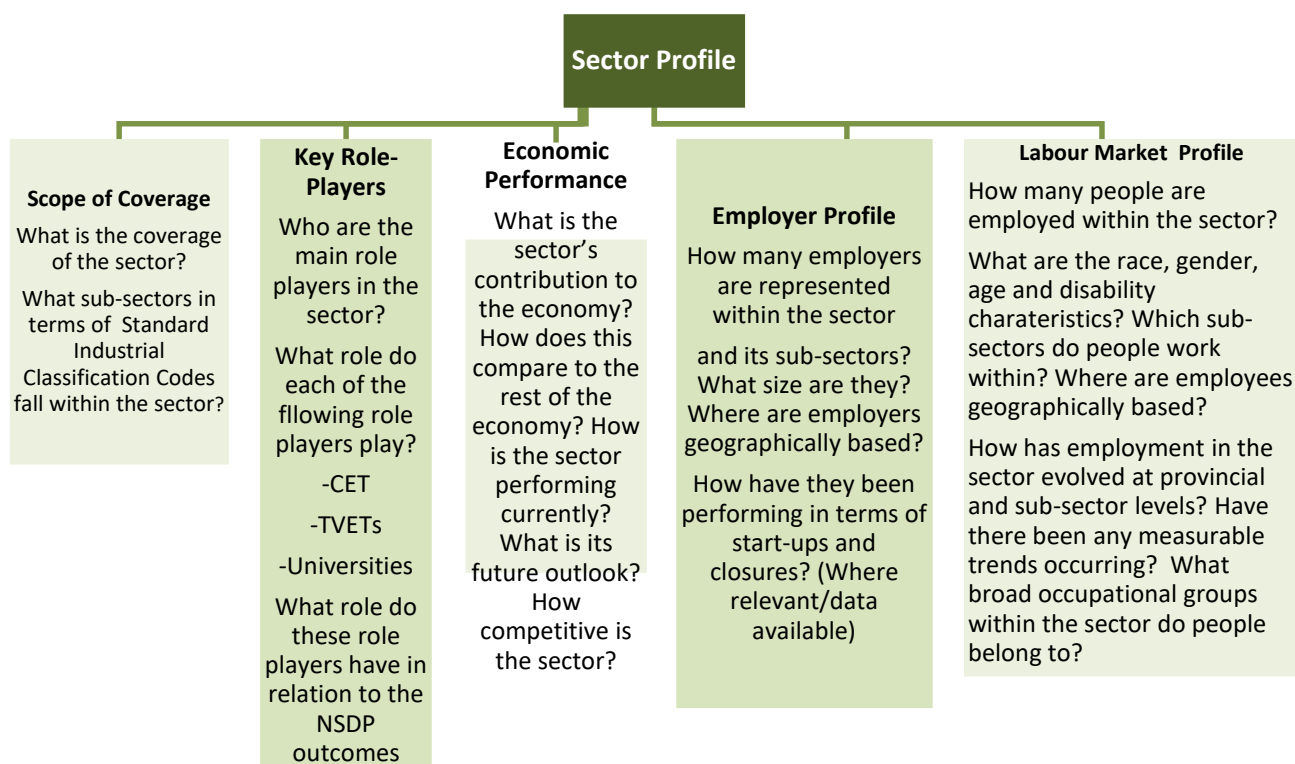 Sector Profile
Scope of Coverage
What is the coverage
of the sector?
What sub-sectors in
terms of Standard
Industrial
Classification Codes
fall within the sector?
Key Role-
Players
Who are the
main role
players in the
sector?
What role do
each of the
fllowing role
players play?
-CET
-TVETs
-Universities
What role do
these role
players have in
relation to the
NSDP
outcomes
Economic
Performance
What is the
sector’s
contribution to
the economy?
How does this
compare to the
rest of the
economy? How
is the sector
performing
currently?
What is its
future outlook?
How
competitive is
the sector?
Employer Profile
How many employers
are represented
within the sector
and its sub-sectors?
What size are they?
Where are employers
geographically based?
How have they been
performing in terms of
start-ups and
closures? (Where
relevant/data
available)
Labour Market Profile
How many people are
employed within the sector?
What are the race, gender,
age and disability
charateristics? Which sub-
sectors do people work
within? Where are employees
geographically based?
How has employment in the
sector evolved at provincial
and sub-sector levels? Have
there been any measurable
trends occurring? What
broad occupational groups
within the sector do people
belong to?